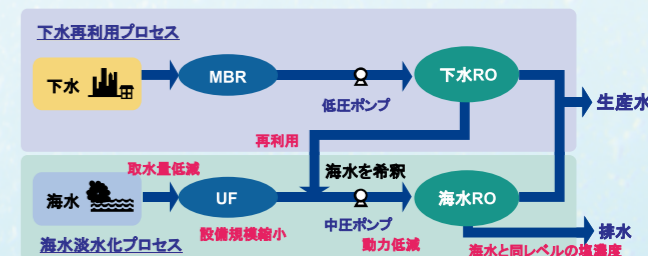 下水再利用プロセス
下水
MBR
低圧ポンプ
下水RO
生産水
再利用
取水量低減
海水を希釈
海水
UF
中圧ポンプ
海水RO
設備規模縮小
動力低減
排水
海水淡水化プロセス
海水と同レベルの塩濃度